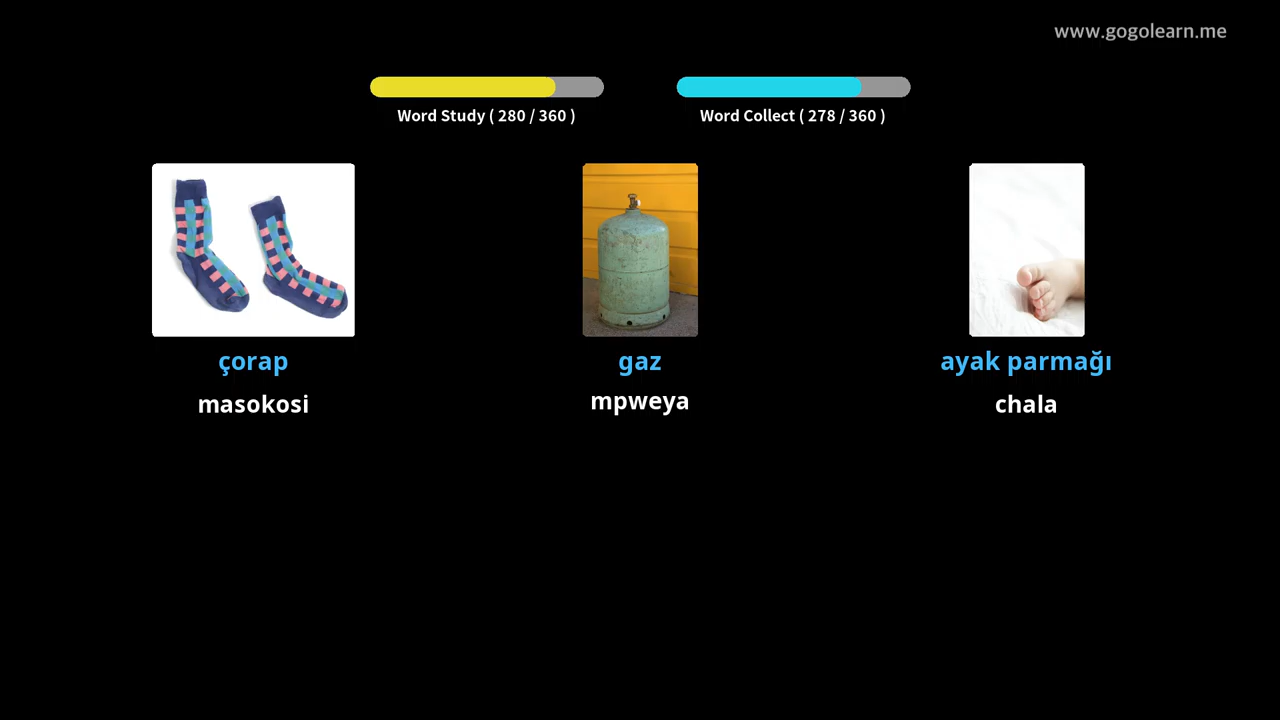 www.gogolearn.me
Word Study ( 280 / 360 )
Word Collect ( 278 / 360 )
çorap
gaz
ayak parmağı
masokosi
mpweya
chala